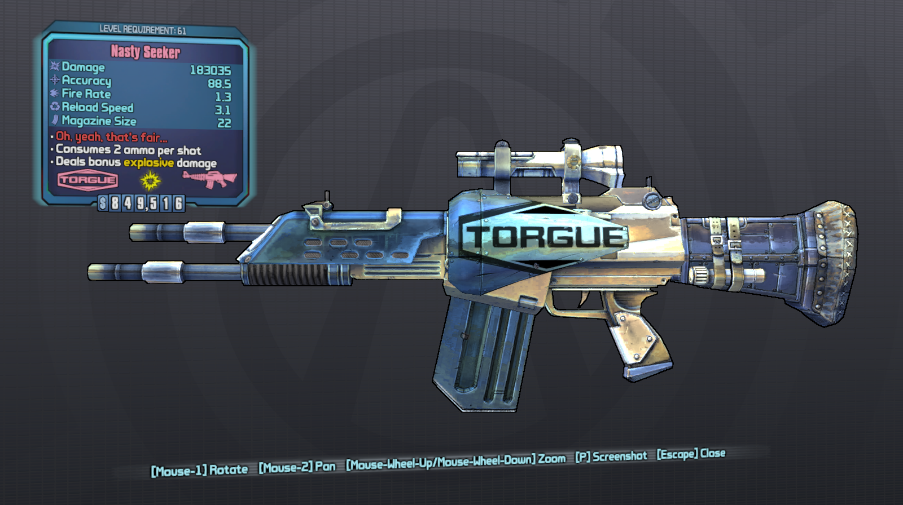 LEVEL REQUIREMENT: 61
Nasty Seeker
Damage 183035
Accuracy 88.5
Fire Rate 1.3
Reload Speed 3.1
Magazine Size 22
• Oh, yeah, that's fair...
• Consumes 2 ammo per shot
• Deals bonus explosive damage
TORGUE
$849,516
TORGUE
[Mouse-1] Rotate [Mouse-2] Pan [Mouse-Wheel-Up/Mouse-Wheel-Down] Zoom [P] Screenshot [Escape] Close